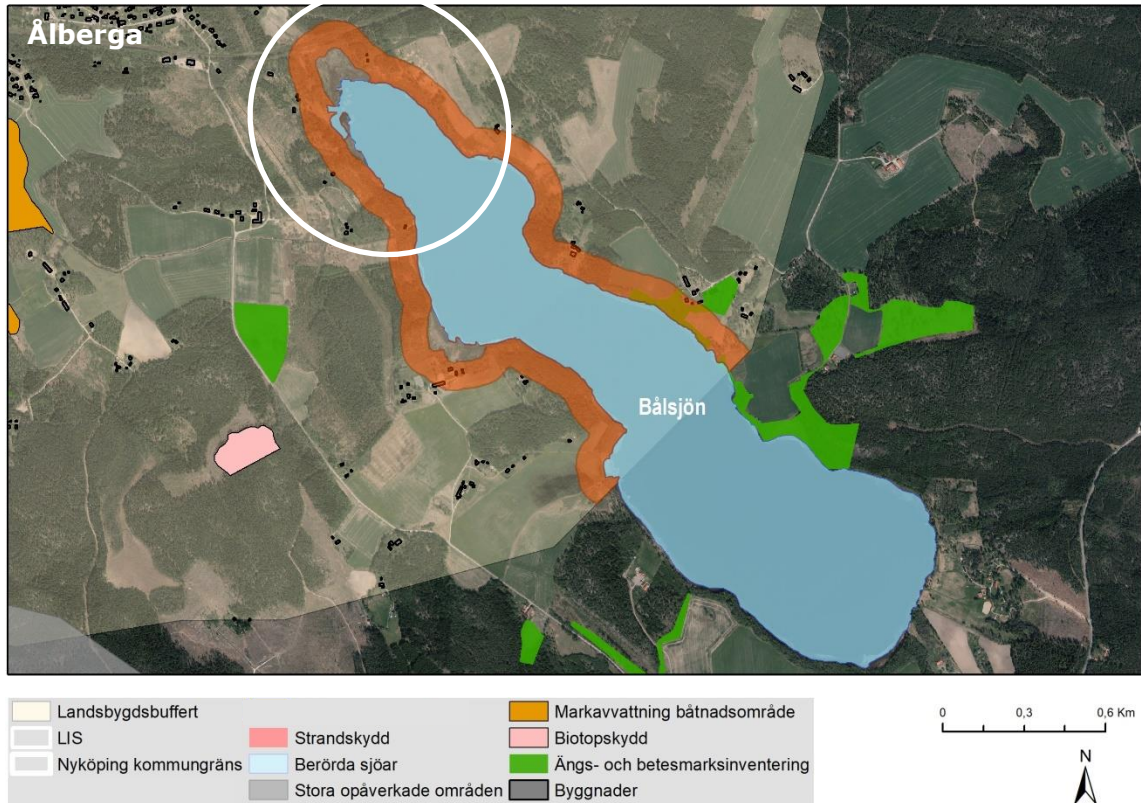 Ålberga
Bålsjön
Landsbygdsbuffert
LIS
Nyköping kommungräns
Strandskydd
Berörda sjöar
Stora opåverkade områden
Markavvattning båtnadsområde
Biotopskydd
Ängs- och betesmarksinventering
Byggnader
0 0,3 0,6 Km
N